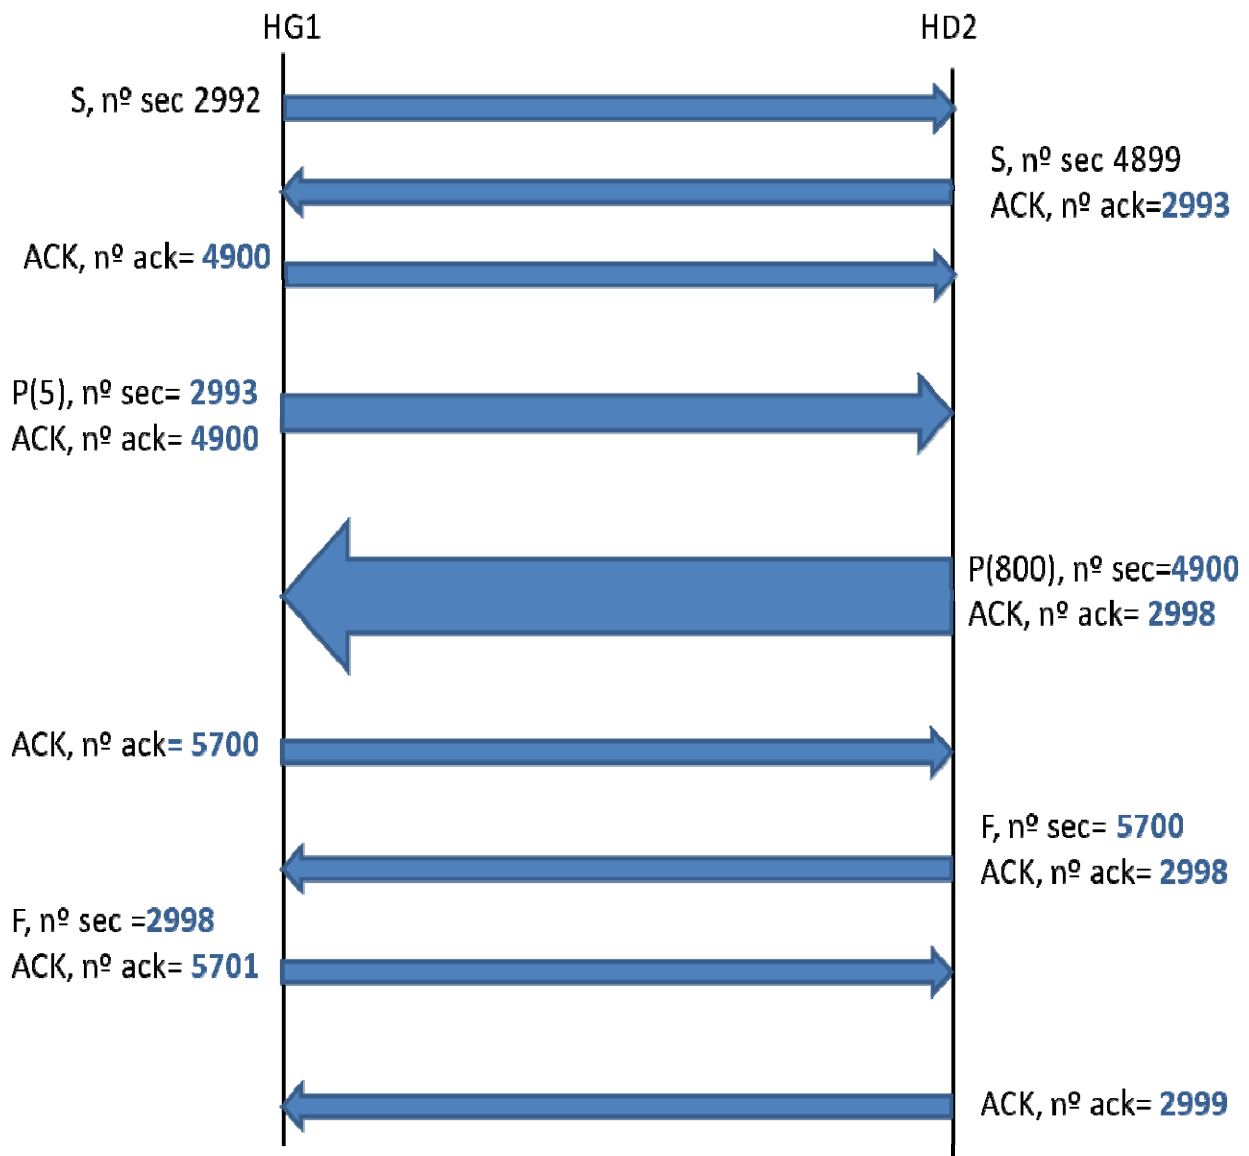 HG1
HD2
S, nº sec 2992
S, nº sec 4899
ACK, nº ack=2993
ACK, nº ack= 4900
P(5), nº sec= 2993
ACK, nº ack= 4900
P(800), nº sec=4900
ACK, nº ack= 2998
ACK, nº ack= 5700
F, nº sec= 5700
ACK, nº ack= 2998
F, nº sec =2998
ACK, nº ack= 5701
ACK, nº ack= 2999